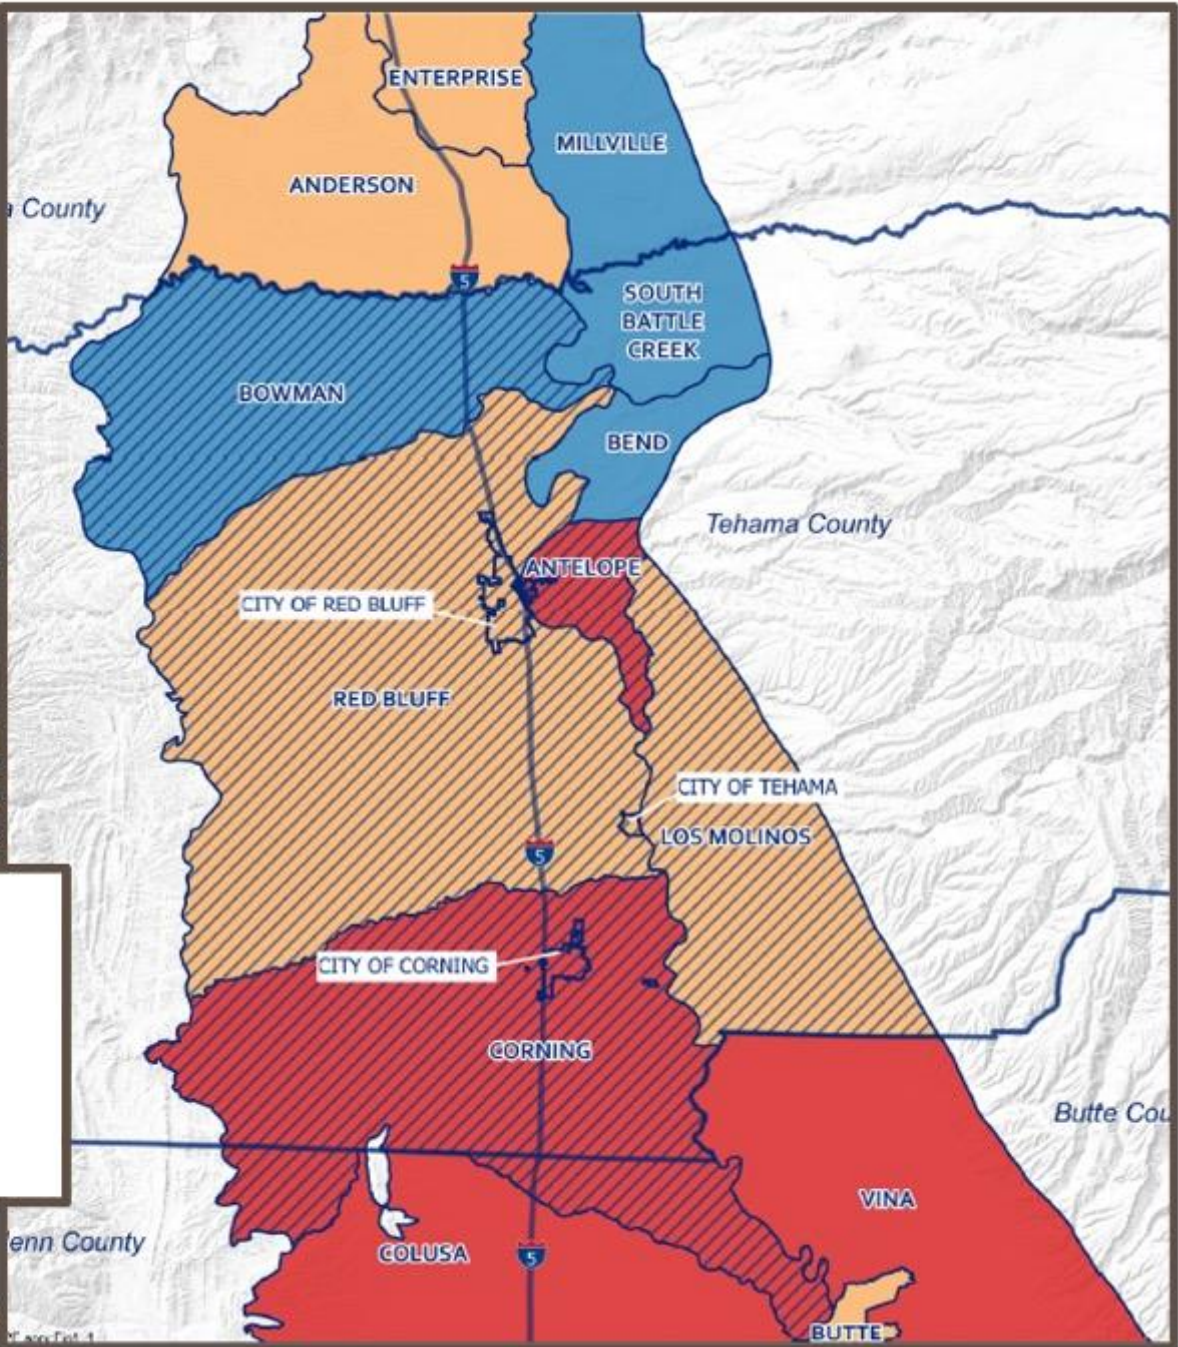 ENTERPRISE
MILLVILLE
ANDERSON
County
5
SOUTH
BATTLE
CREEK
BOWMAN
BEND
Tehama County
ANTELOPE
CITY OF RED BLUFF
RED BLUFF
CITY OF TEHAMA
LOS MOLINOS
5
CITY OF CORNING
CORNING
Butte Cou
VINA
enn County
COLUSA
5
BUTTE